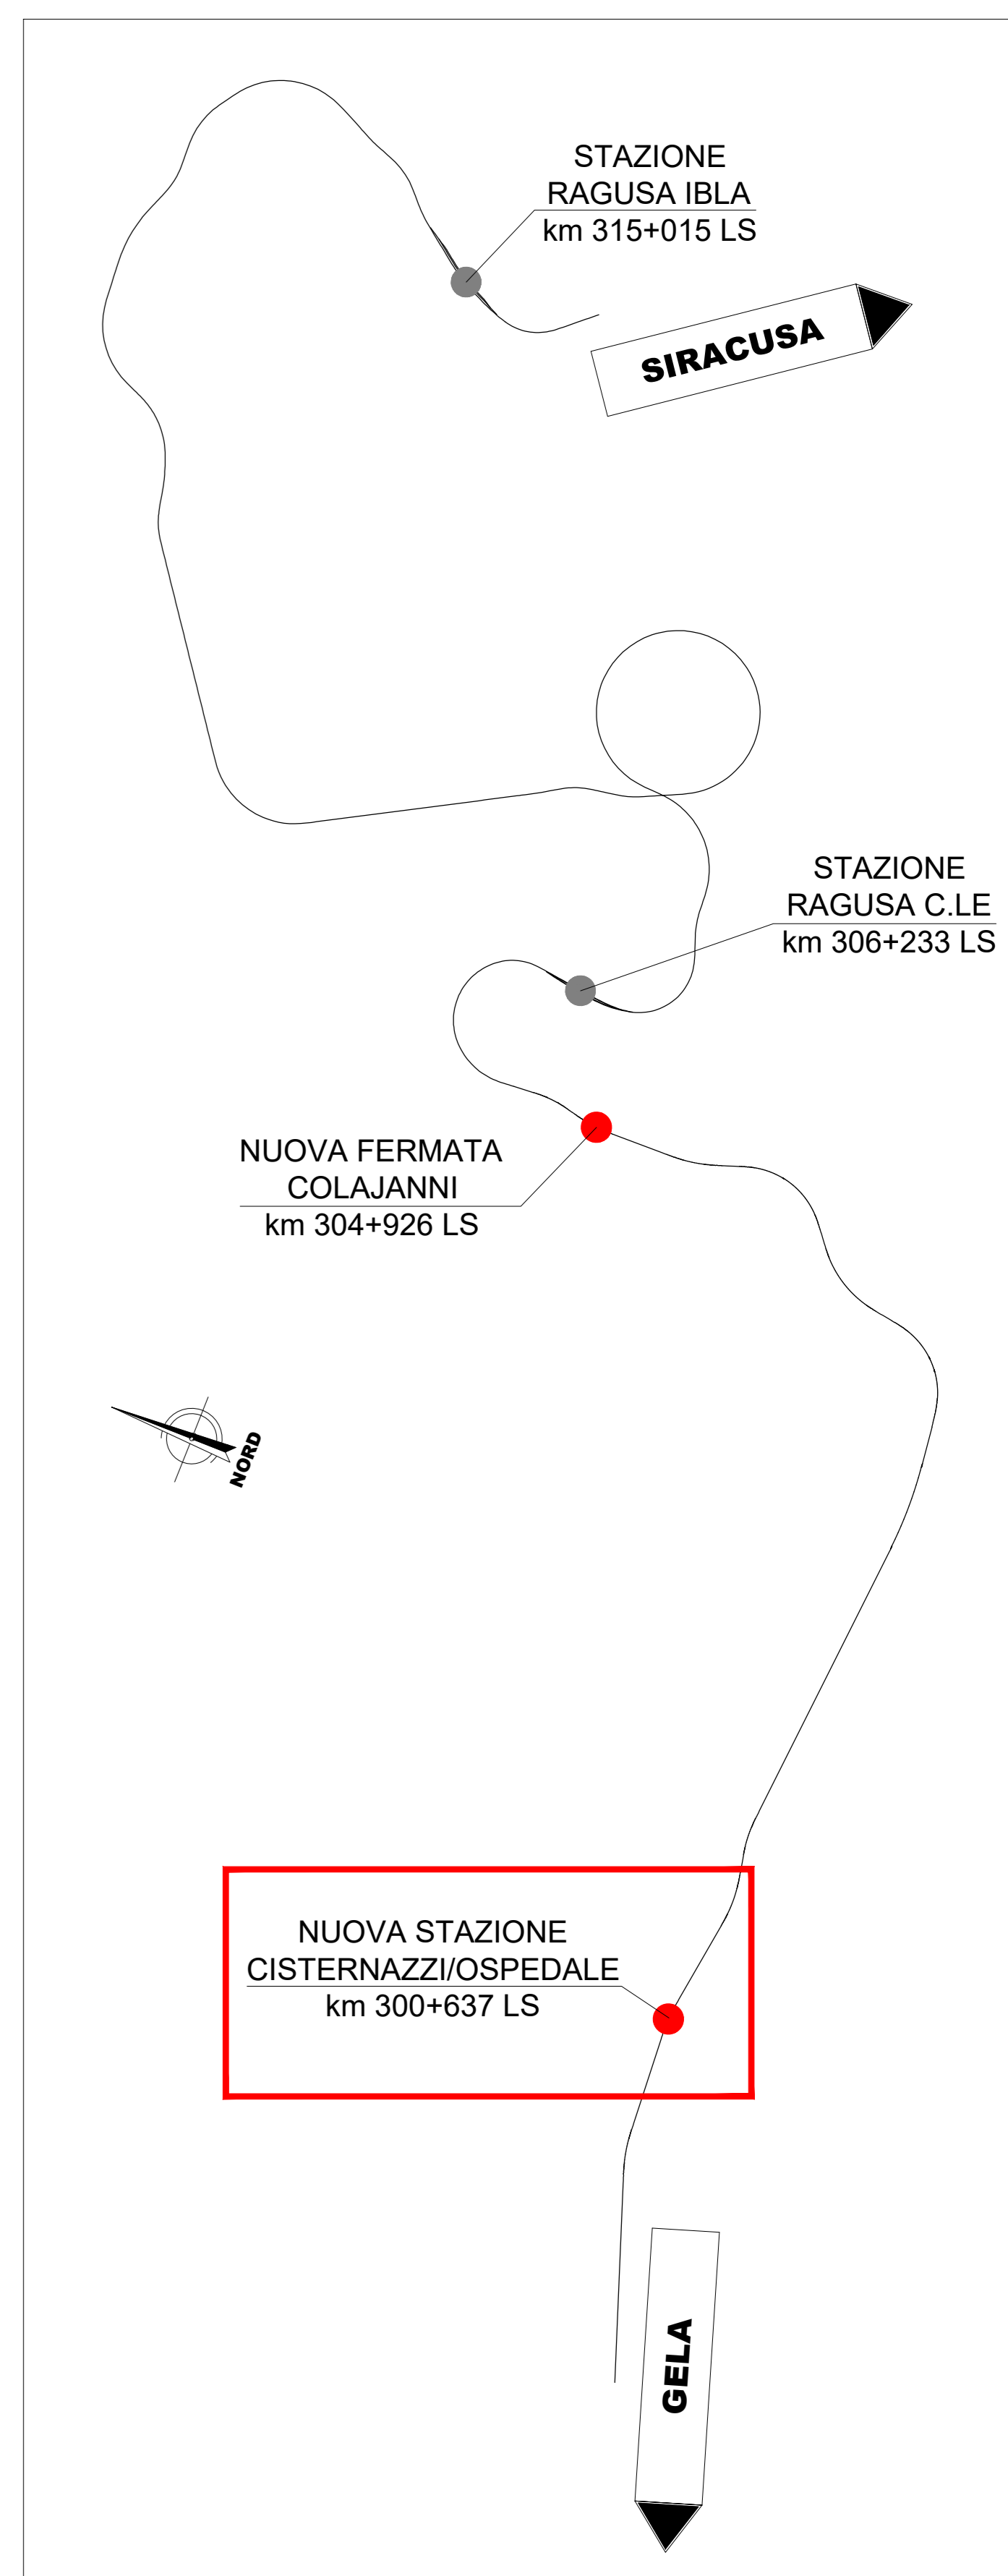 STAZIONE
RAGUSA IBLA
km 315+015 LS
SIRACUSA
STAZIONE
RAGUSA C.LE
km 306+233 LS
NUOVA FERMATA
COLAJANNI
km 304+926 LS
NORD
NUOVA STAZIONE
CISTERNAZZI/OSPEDALE
km 300+637 LS
GELA